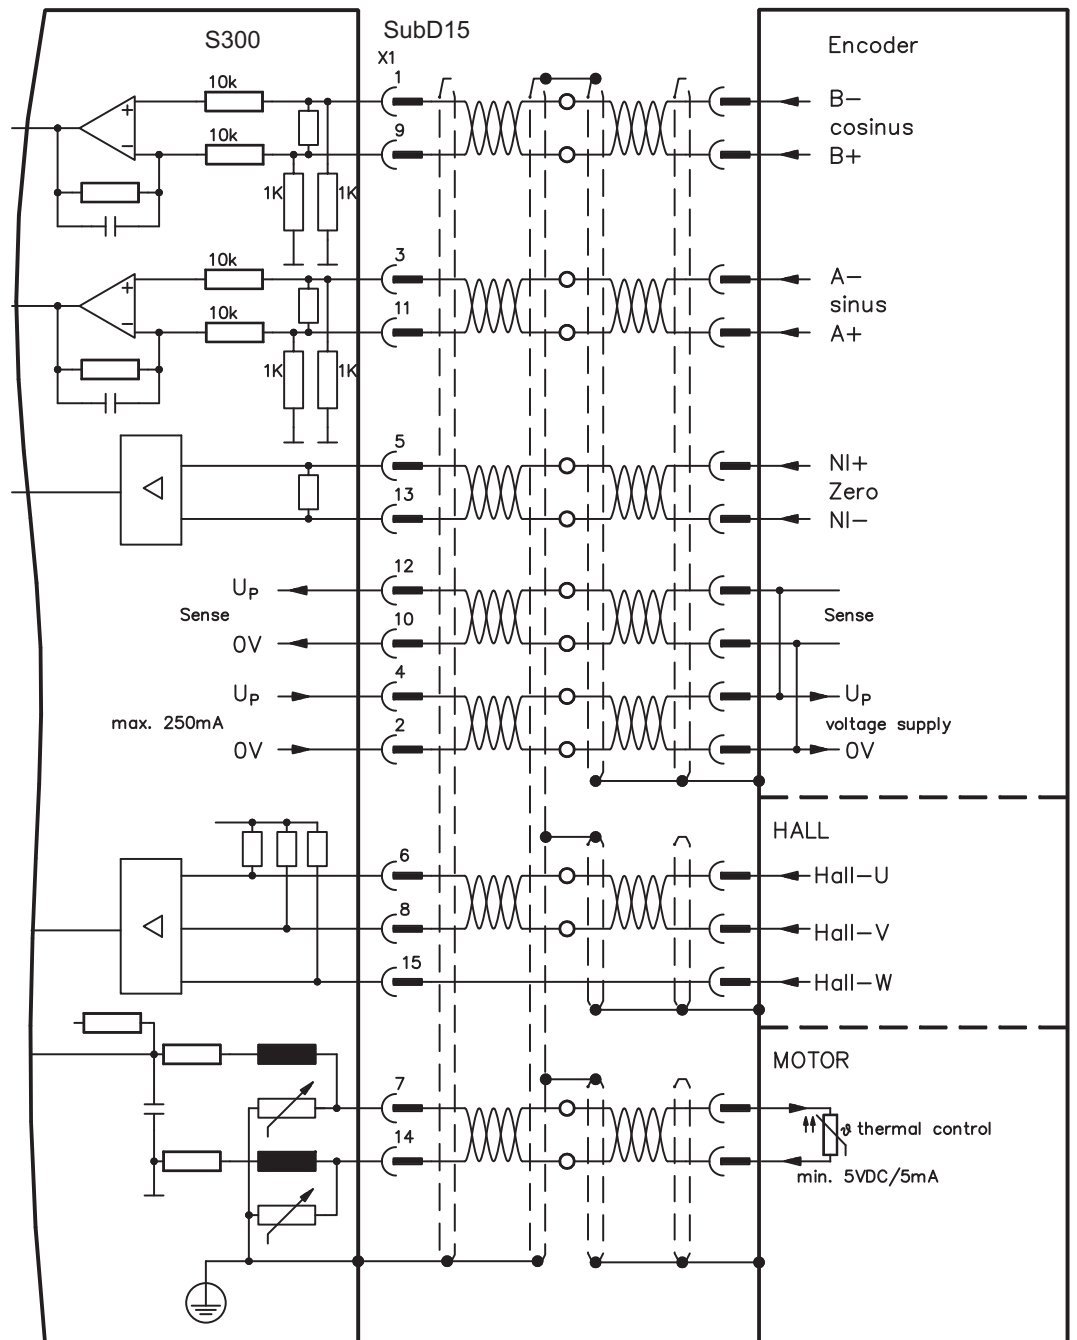 S300
SubD15
X1
Encoder
10k
1
B–
cosinus
10k
9
B+
1K
1K
10k
3
A–
sinus
10k
11
A+
1K
1K
5
NI+
Zero
13
NI–
UP
12
Sense
Sense
0V
10
UP
4
UP
max. 250mA
voltage supply
0V
2
0V
HALL
6
Hall–U
8
Hall–V
15
Hall–W
MOTOR
7
ϑ thermal control
14
min. 5VDC/5mA